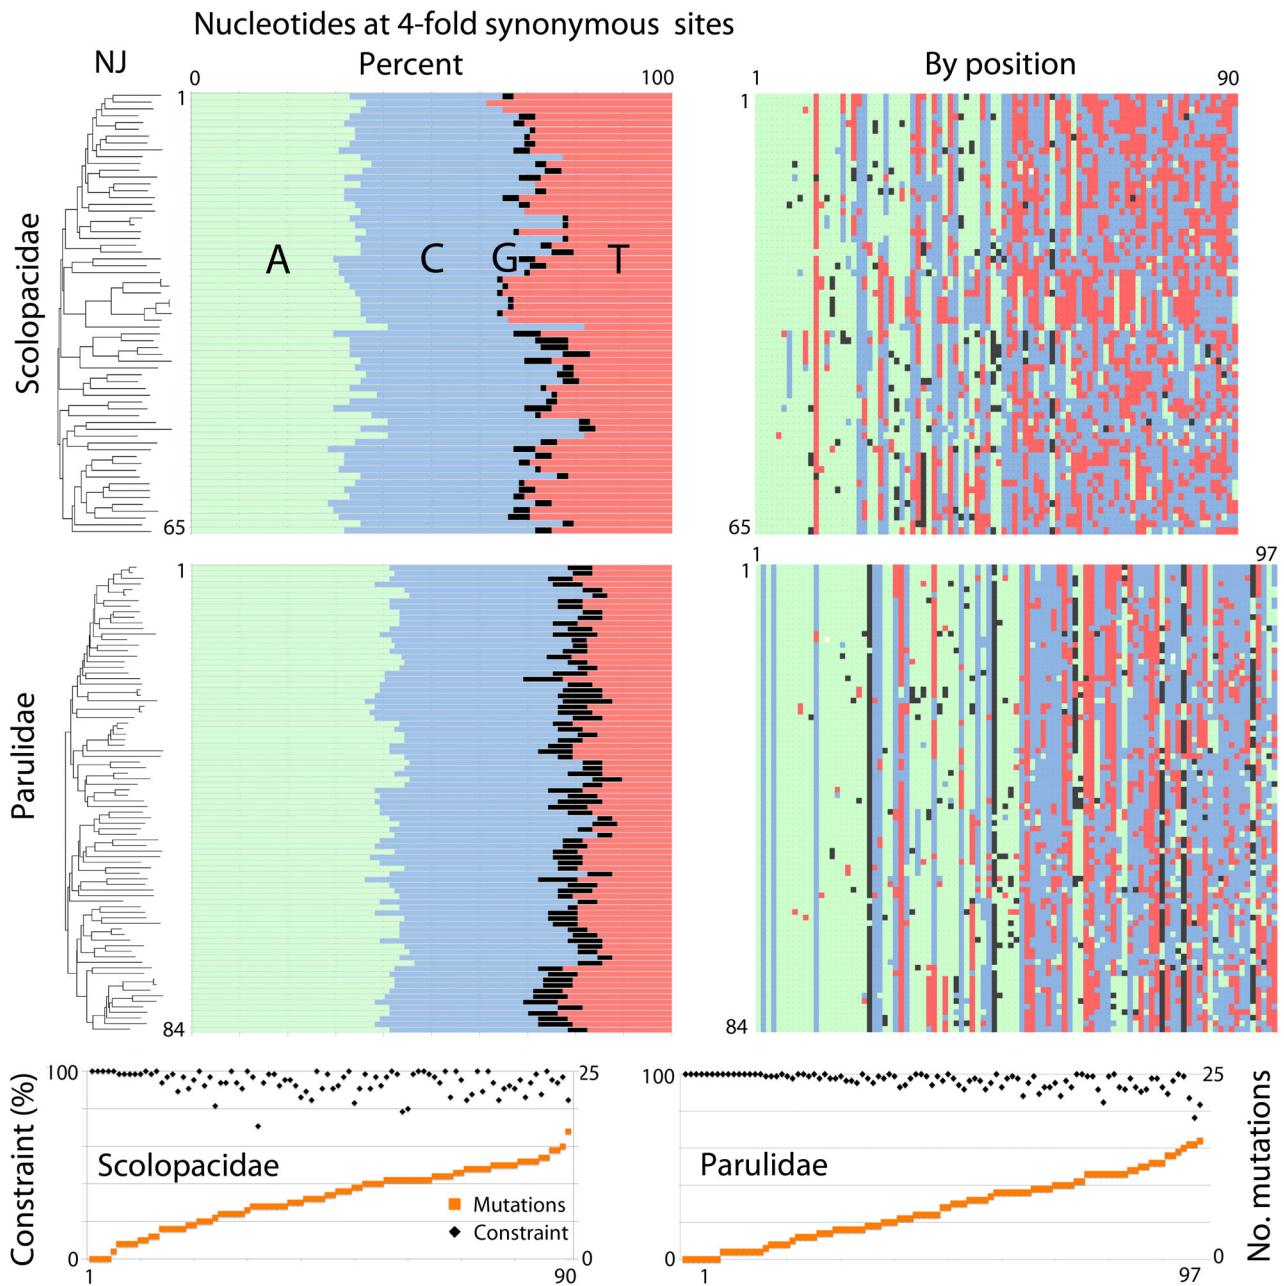 Nucleotides at 4-fold synonymous sites
NJ
Percent
By position
0
100
1
90
1
1
Scolopacidae
A
C
G
T
65
65
1
97
1
1
Parulidae
84
84
100
25
100
25
Constraint (%)
Scolopacidae
Mutations
Constraint
Parulidae
No. mutations
0
0
0
0
1
90
1
97